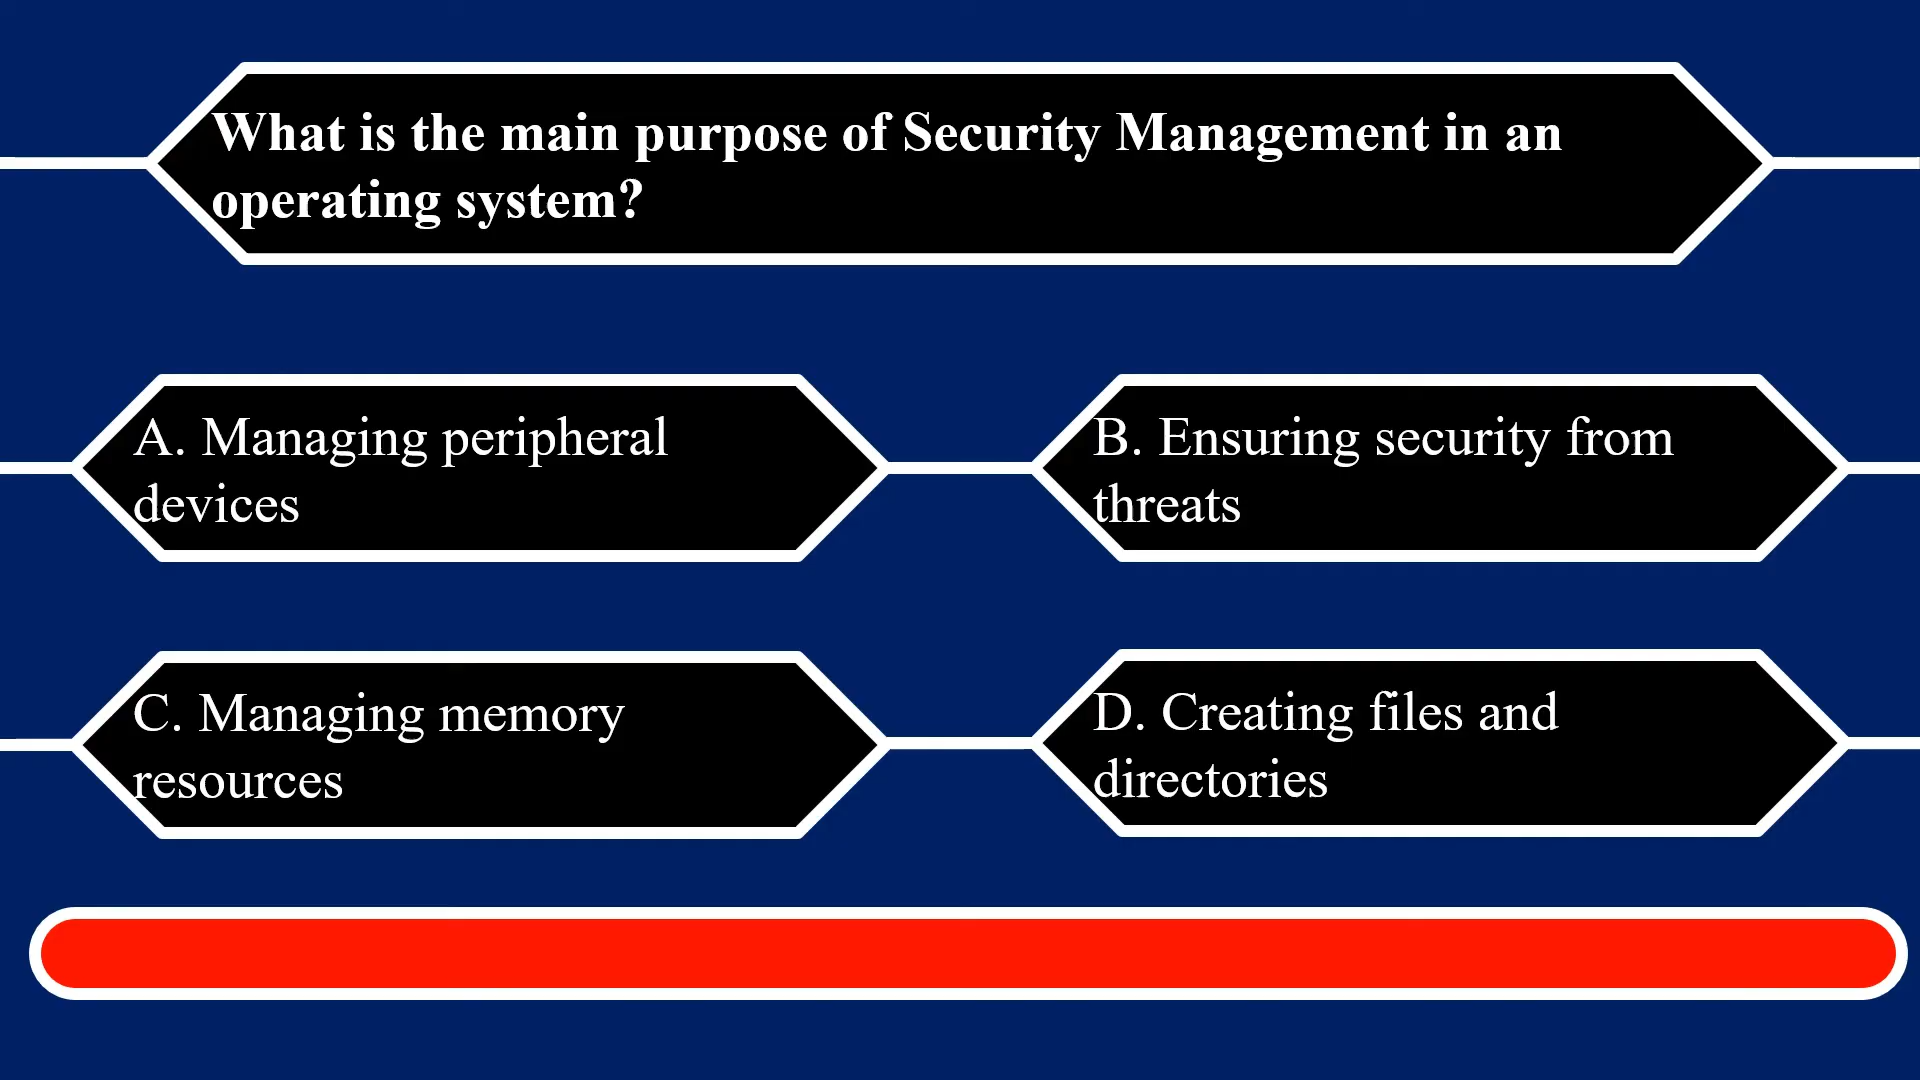 What is the main purpose of Security Management in an
operating system?
A. Managing peripheral
devices
B. Ensuring security from
threats
C. Managing memory
resources
D. Creating files and
directories